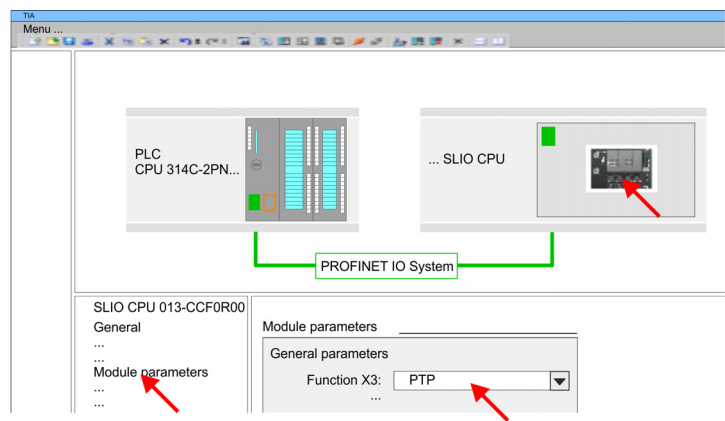 TIA
Menu ...
PLC
CPU 314C-2PN...
... SLIO CPU
PROFINET IO System
SLIO CPU 013-CCF0R00
General
...
...
Module parameters
...
...
Module parameters
General parameters
Function X3: PTP
...